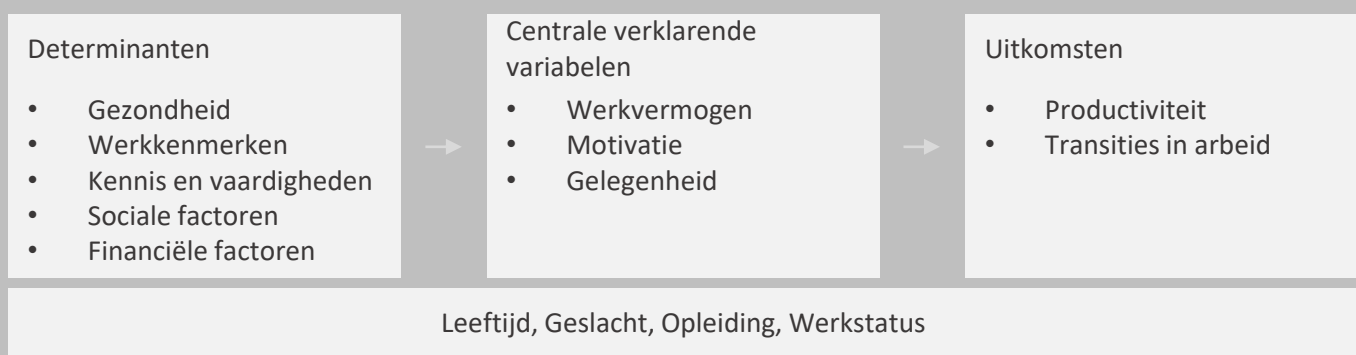 Determinanten
• Gezondheid
• Werkkenmerken
• Kennis en vaardigheden
• Sociale factoren
• Financiële factoren
Centrale verklarende
variabelen
• Werkvermogen
• Motivatie
• Gelegenheid
Uitkomsten
• Productiviteit
• Transities in arbeid
Leeftijd, Geslacht, Opleiding, Werkstatus